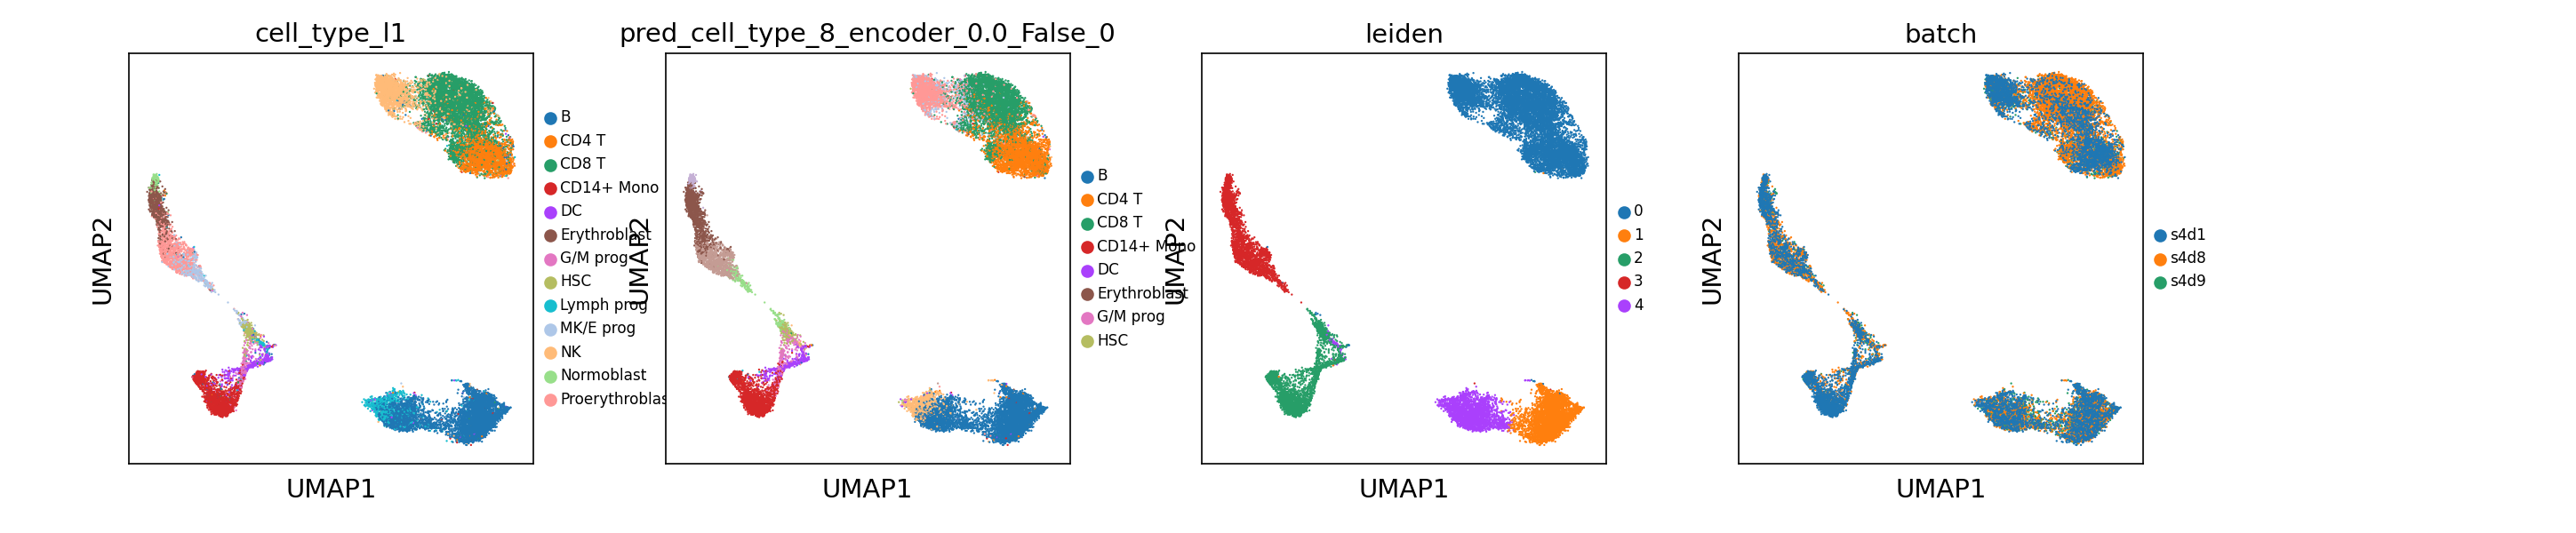 cell_type_l1
UMAP2
UMAP1
B
CD4 T
CD8 T
CD14+ Mono
DC
Erythroblast
G/M prog
HSC
Lymph prog
MK/E prog
NK
Normoblast
Proerythroblas
pred_cell_type_8_encoder_0.0_False_0
UMAP2
UMAP1
B
CD4 T
CD8 T
CD14+ Mono
DC
Erythroblast
G/M prog
HSC
leiden
UMAP2
UMAP1
0
1
2
3
4
batch
UMAP2
UMAP1
s4d1
s4d8
s4d9